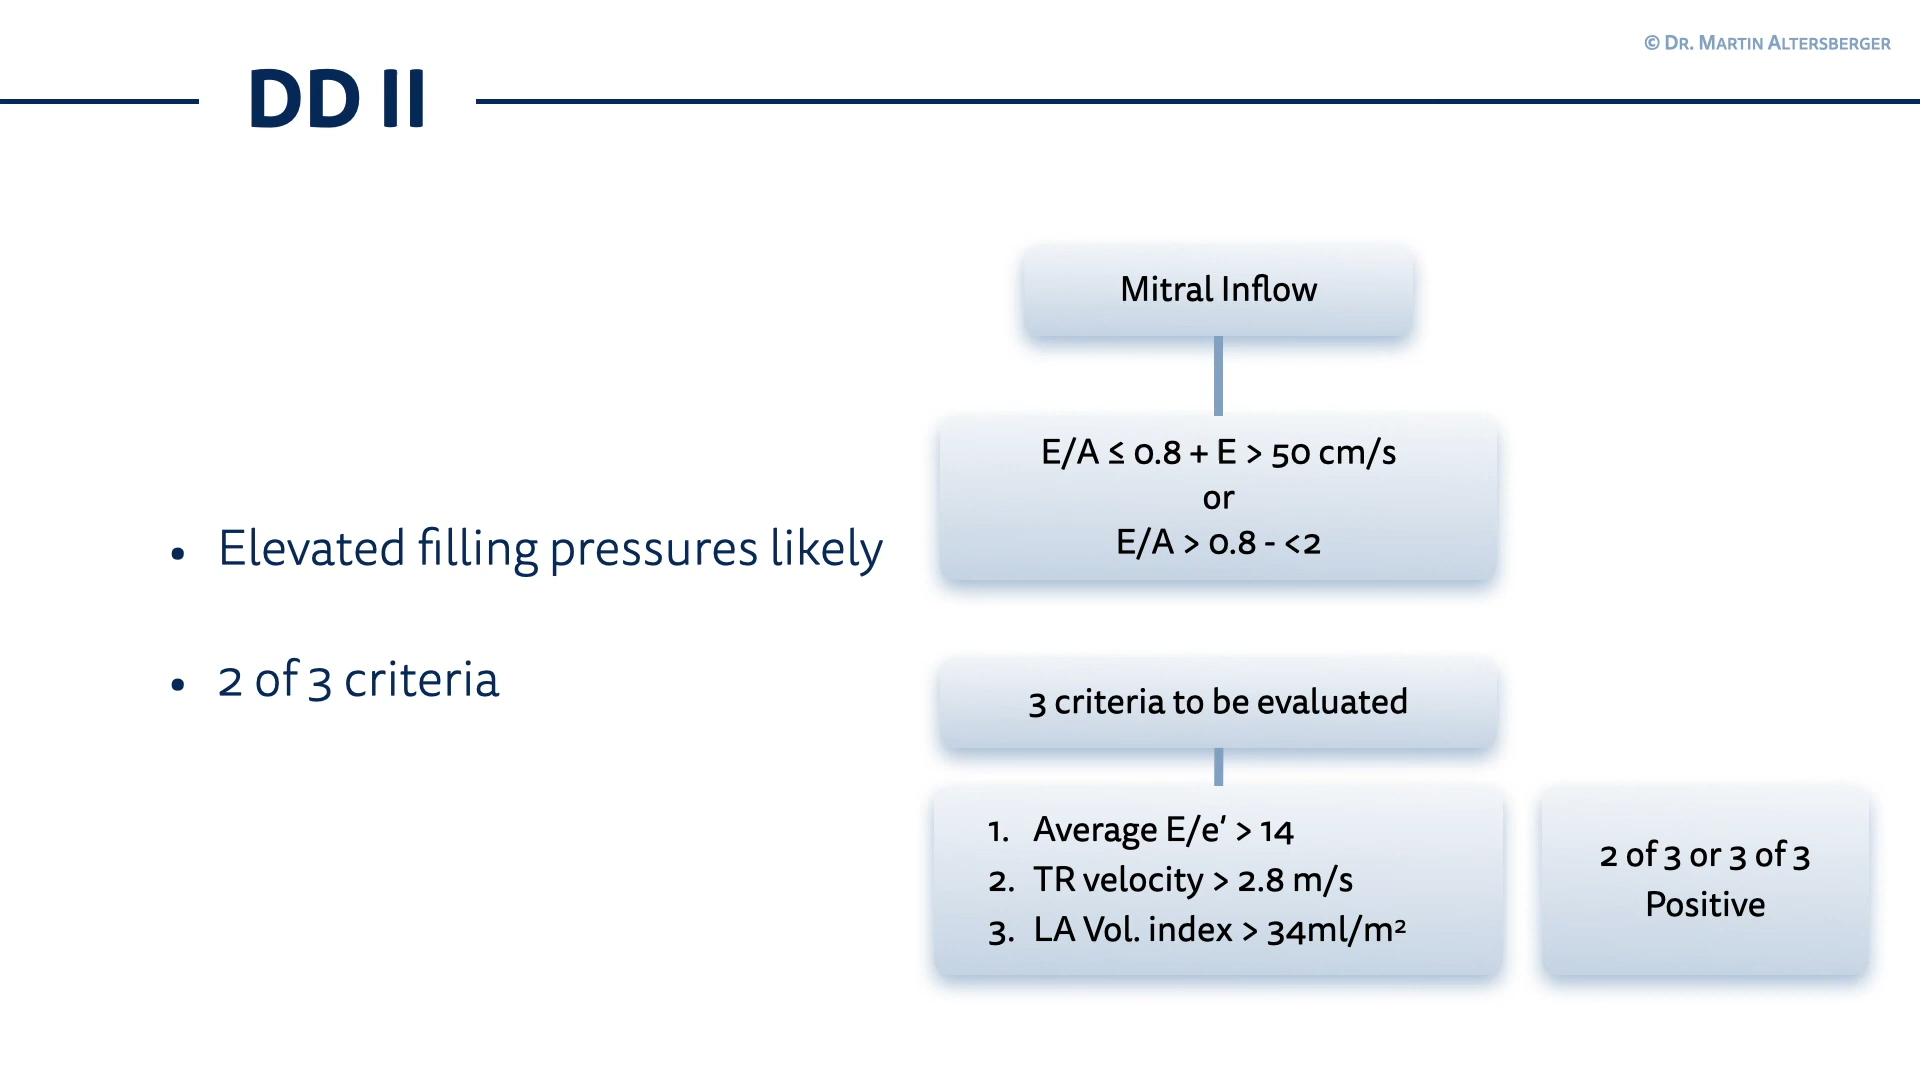 © Dr. Martin Altersberger
DD II
• Elevated filling pressures likely
• 2 of 3 criteria
Mitral Inflow
E/A ≤ 0.8 + E > 50 cm/s
or
E/A > 0.8 - <2
3 criteria to be evaluated
1. Average E/e′ > 14
2. TR velocity > 2.8 m/s
3. LA Vol. index > 34ml/m²
2 of 3 or 3 of 3
Positive